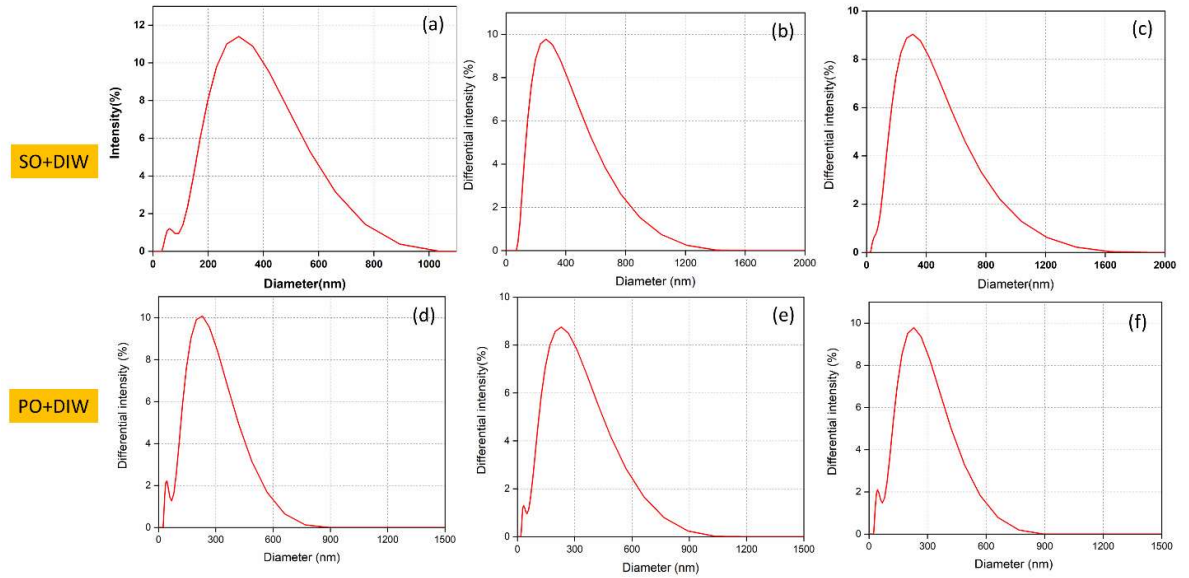 SO+DIW
(a)
Intensity(%)
12
10
8
6
4
2
0
0 200 400 600 800 1000
Diameter(nm)
(b)
Differential intensity (%)
10
8
6
4
2
0
0 400 800 1200 1600 2000
Diameter (nm)
(c)
Differential intensity (%)
10
8
6
4
2
0
0 400 800 1200 1600 2000
Diameter(nm)
PO+DIW
(d)
Differential intensity (%)
10
8
6
4
2
0
0 300 600 900 1200 1500
Diameter (nm)
(e)
Differential intensity(%)
10
8
6
4
2
0
0 300 600 900 1200 1500
Diameter (nm)
(f)
Differential intensity (%)
10
8
6
4
2
0
0 300 600 900 1200 1500
Diameter (nm)